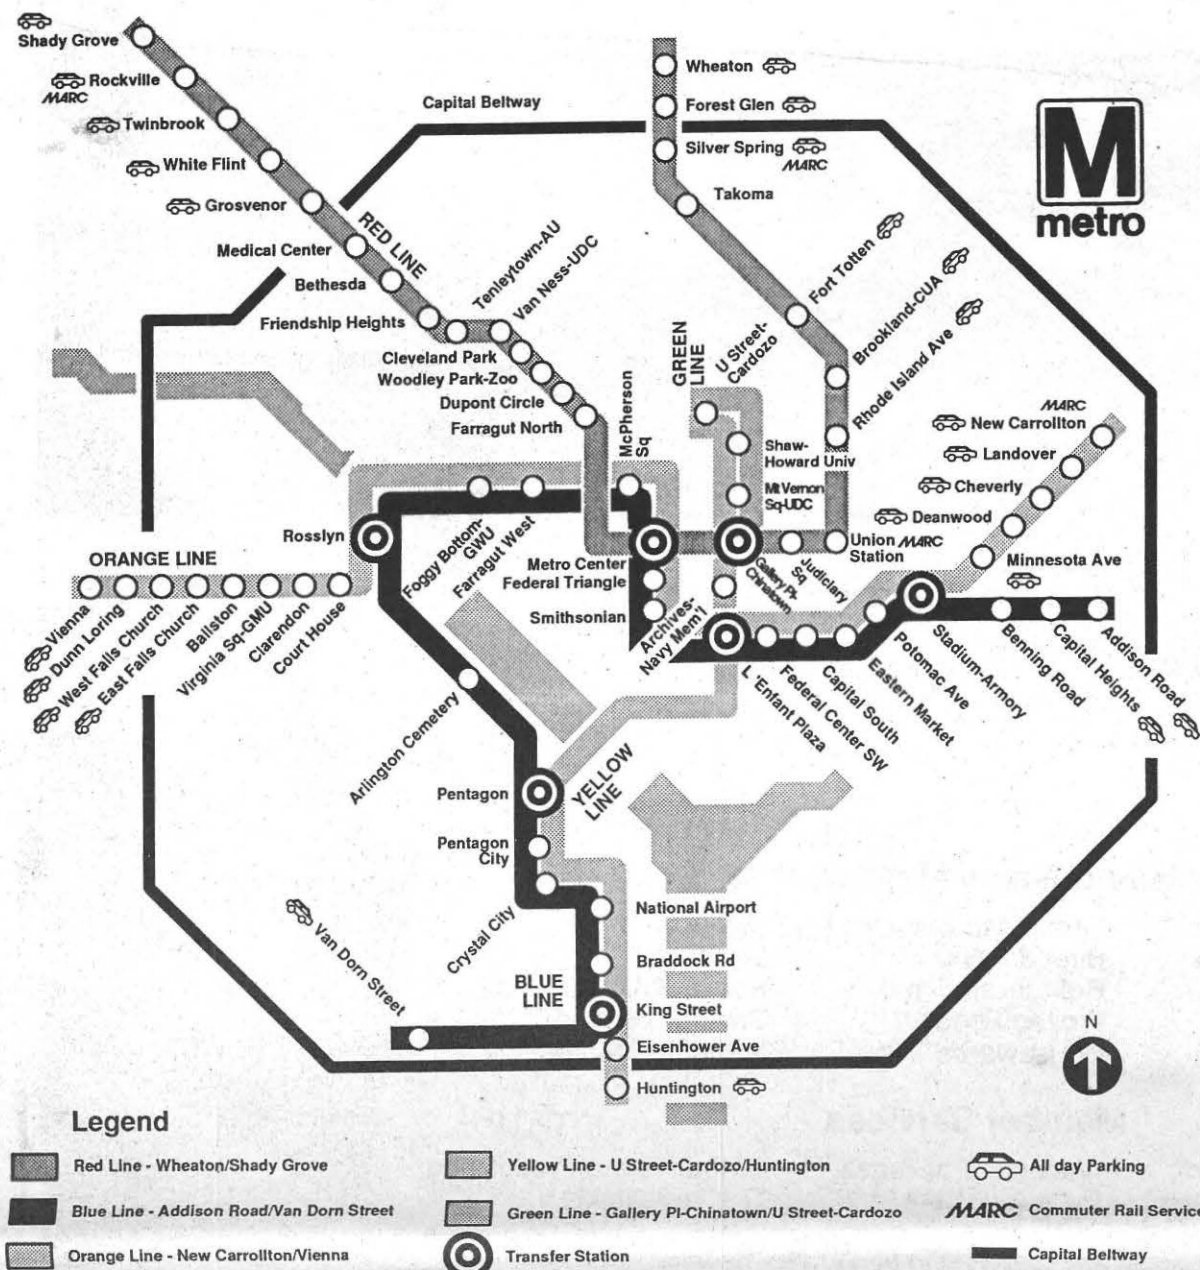 Shady Grove
Rockville
MARC
Twinbrook
White Flint
Grosvenor
Medical Center
Bethesda
Friendship Heights
RED LINE
Tenleytown-AU
Van Ness-UDC
Cleveland Park
Woodley Park-Zoo
Dupont Circle
Farragut North
Capital Beltway
Wheaton
Forest Glen
Silver Spring
MARC
Takoma
Fort Totten
Brookland-CUA
Rhode Island Ave
M
metro
GREEN
LINE
U Street-
Cardozo
Shaw-
Howard Univ
Mt Vernon
Sq-UDC
McPherson
Sq
MARC
New Carrollton
Landover
Cheverly
Deanwood
Minnesota Ave
Union
Station MARC
Judiciary
Sq
Gallery Pl-
Chinatown
Metro Center
Federal Triangle
Smithsonian
Archives-
Navy Mem'l
Rosslyn
Foggy Bottom-
GWU
Farragut West
ORANGE LINE
Vienna
Dunn Loring
West Falls Church
East Falls Church
Ballston
Virginia Sq-GMU
Clarendon
Court House
L 'Enfant Plaza
Federal Center SW
Capital South
Eastern Market
Potomac Ave
Stadium-Armory
Benning Road
Capital Heights
Addison Road
Arlington Cemetery
Pentagon
YELLOW
LINE
Pentagon
City
Crystal City
National Airport
Braddock Rd
BLUE
LINE
King Street
Van Dorn Street
Eisenhower Ave
Huntington
N
Legend
Red Line - Wheaton/Shady Grove
Blue Line - Addison Road/Van Dorn Street
Orange Line - New Carrollton/Vienna
Yellow Line - U Street-Cardozo/Huntington
Green Line - Gallery Pl-Chinatown/U Street-Cardozo
Transfer Station
All day Parking
MARC Commuter Rail Service
Capital Beltway